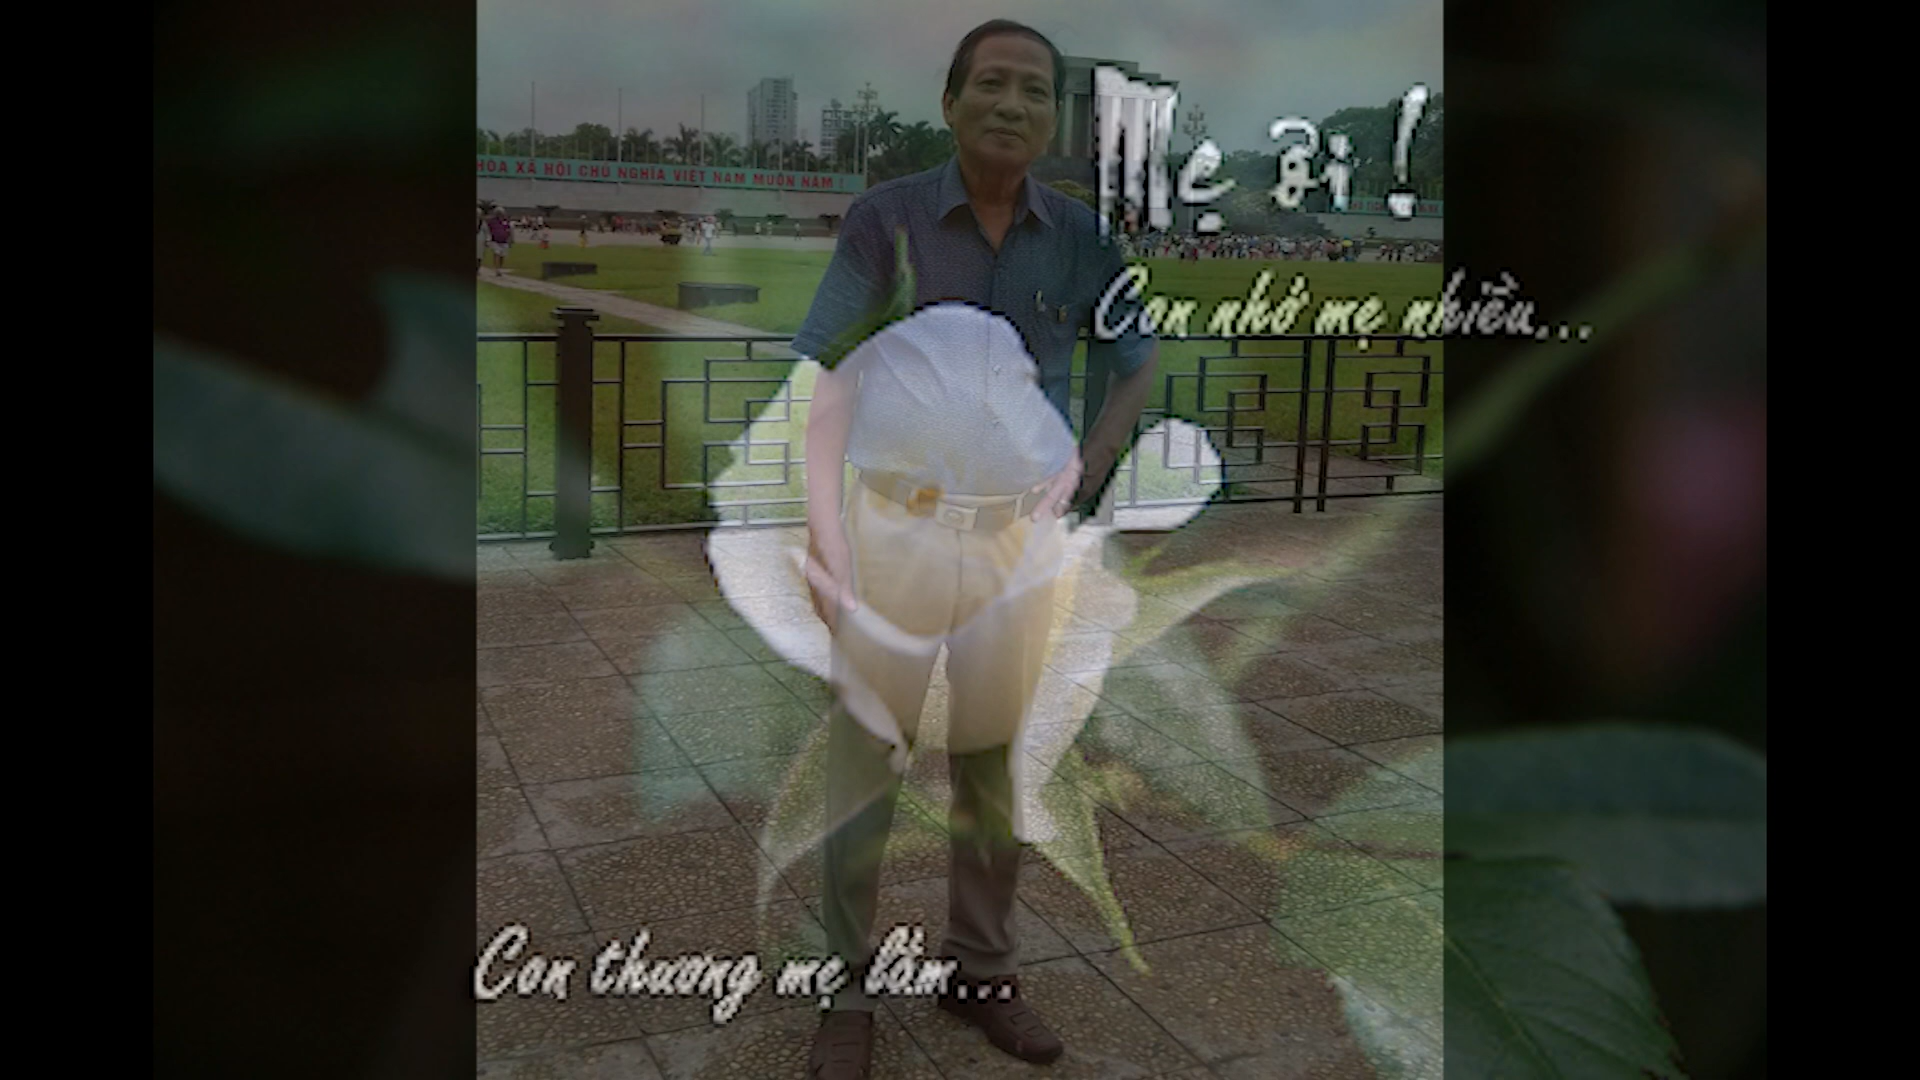 HÒA XÃ HỘI CHỦ NGHĨA VIỆT NAM MUÔN NĂM !
Mẹ ơi !
Con nhớ mẹ nhiều...
Con thương mẹ lắm...